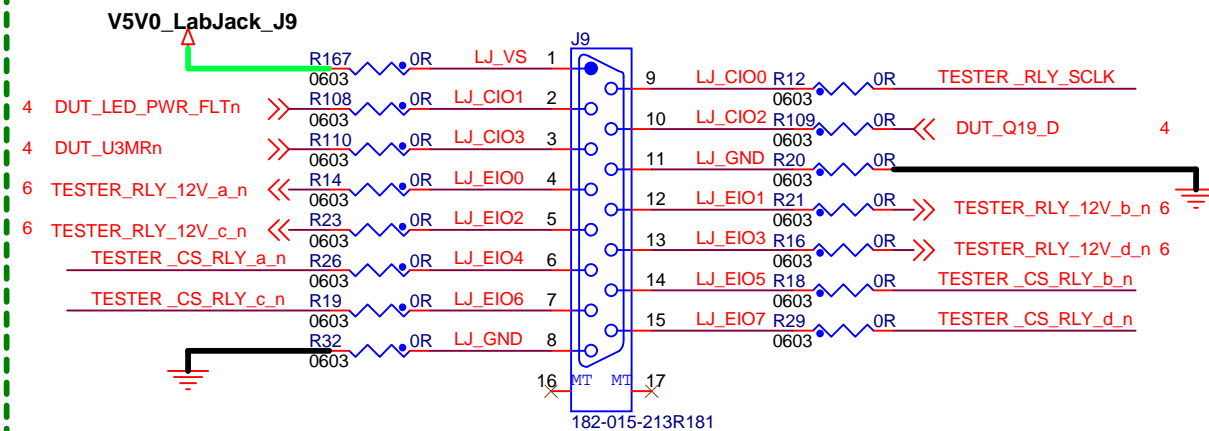 V5V0_LabJack_J9
J9
R167 0R LJ_VS 1
0603
9 LJ_CIO0 R12 0R TESTER _RLY_SCLK
0603
4 DUT_LED_PWR_FLTn R108 0R LJ_CIO1 2
0603
10 LJ_CIO2 R109 0R DUT_Q19_D 4
0603
4 DUT_U3MRn R110 0R LJ_CIO3 3
0603
11 LJ_GND R20 0R
0603
6 TESTER_RLY_12V_a_n R14 0R LJ_EIO0 4
0603
12 LJ_EIO1 R21 0R TESTER_RLY_12V_b_n 6
0603
6 TESTER_RLY_12V_c_n R23 0R LJ_EIO2 5
0603
13 LJ_EIO3 R16 0R TESTER_RLY_12V_d_n 6
0603
TESTER _CS_RLY_a_n R26 0R LJ_EIO4 6
0603
14 LJ_EIO5 R18 0R TESTER _CS_RLY_b_n
0603
TESTER _CS_RLY_c_n R19 0R LJ_EIO6 7
0603
15 LJ_EIO7 R29 0R TESTER _CS_RLY_d_n
0603
R32 0R LJ_GND 8
0603
16 MT MT 17
182-015-213R181